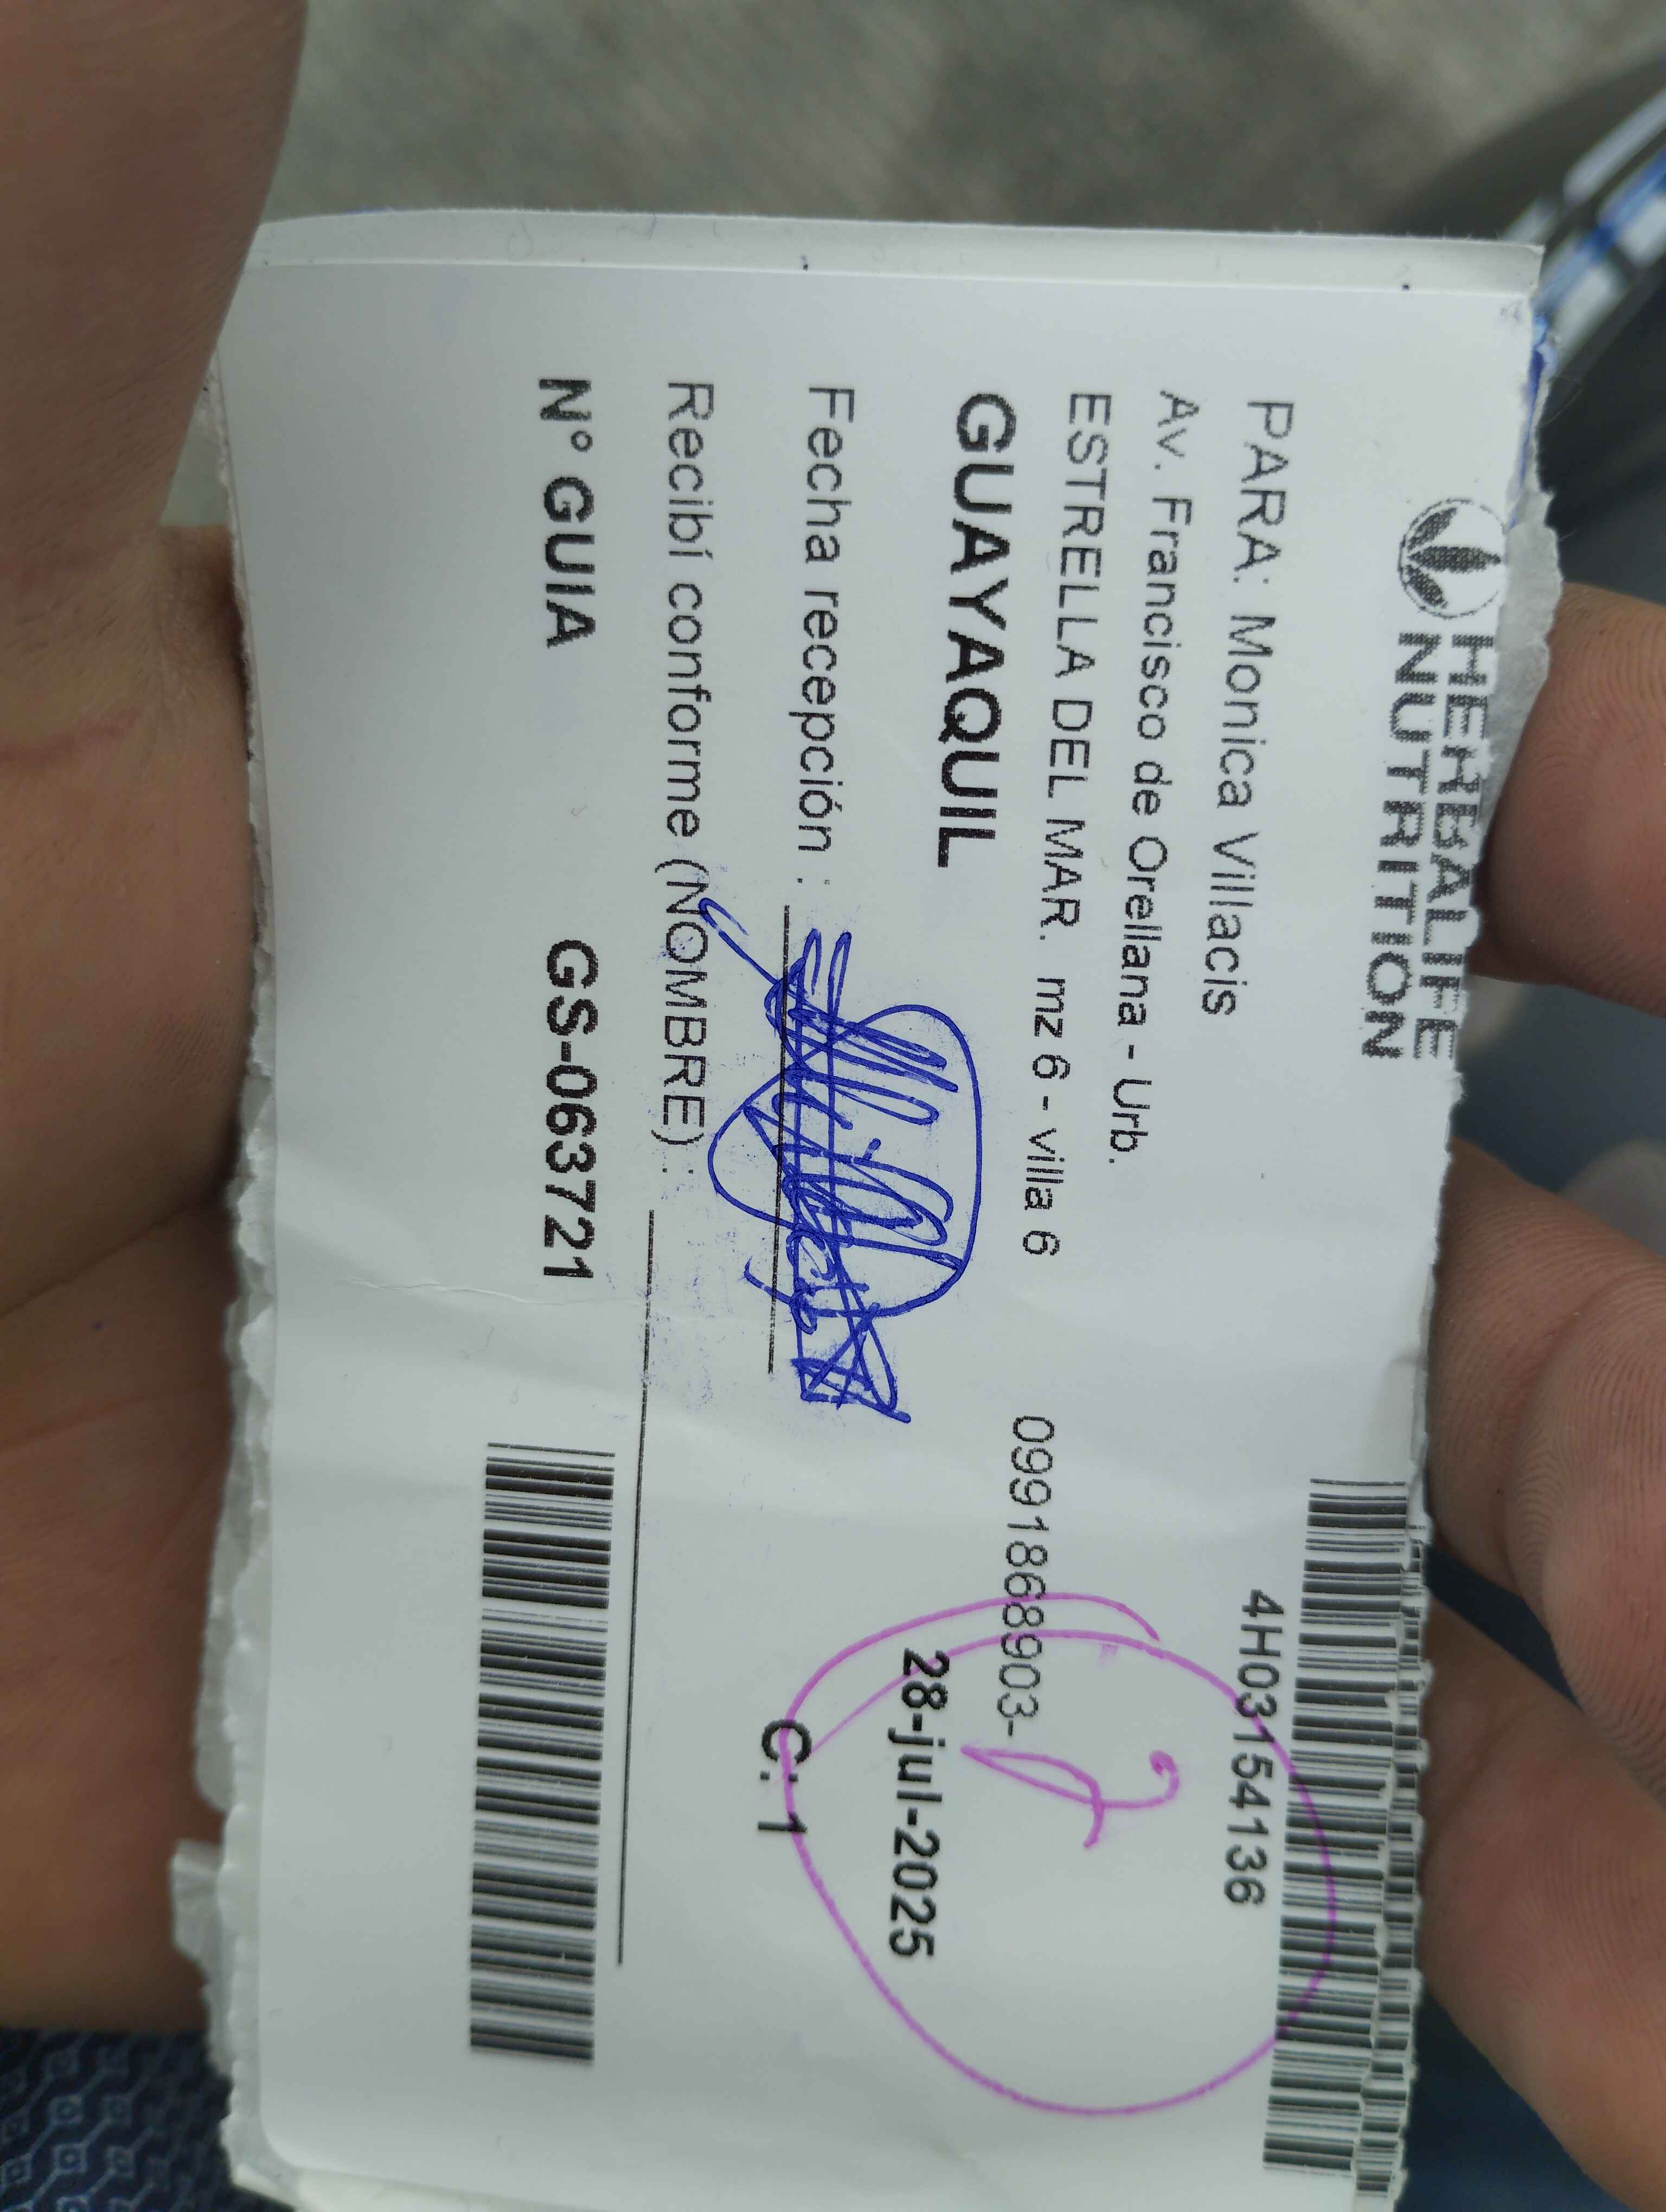 HERBALIFE
NUTRITION
4H03154136
PARA: Monica Villacis
Av. Francisco de Orellana - Urb.
ESTRELLA DEL MAR. mz 6 - villa 6 0991868903-
GUAYAQUIL 28-jul-2025
Fecha recepción : C: 1
Recibí conforme (NOMBRE) :
N° GUIA GS-063721